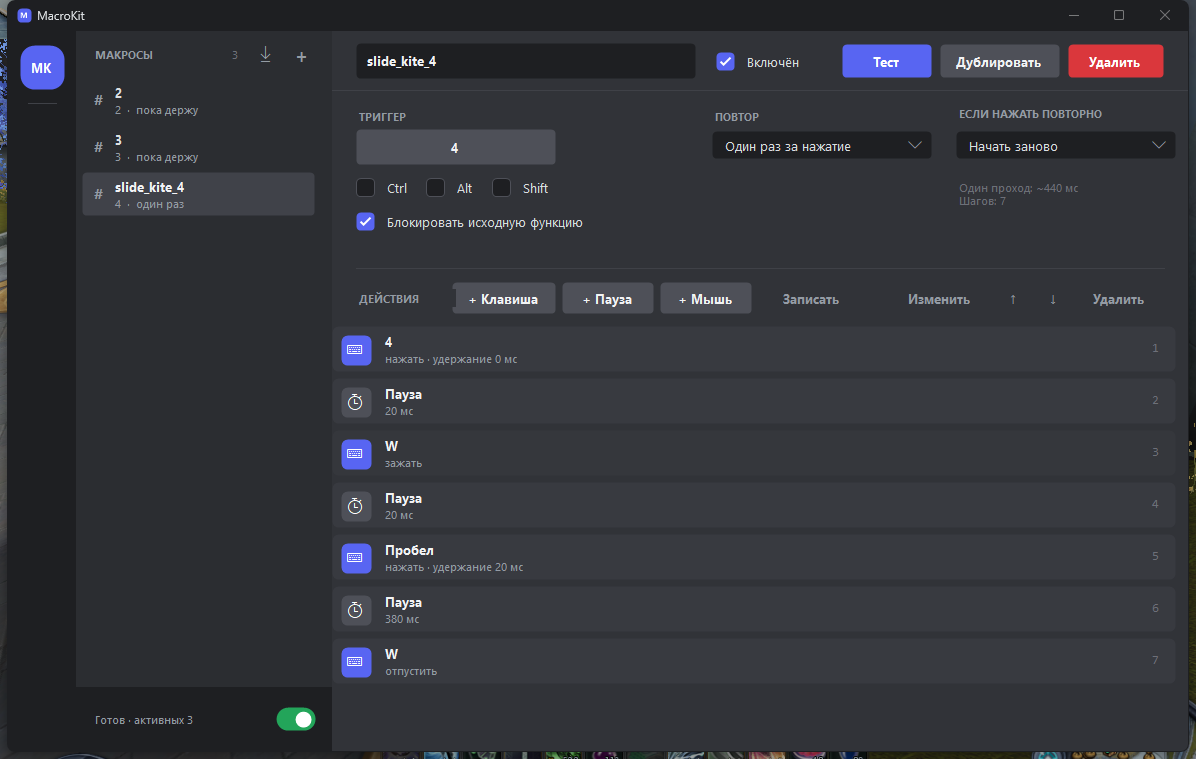 M MacroKit
MK
МАКРОСЫ 3 +
# 2
2 · пока держу
# 3
3 · пока держу
# slide_kite_4
4 · один раз
Готов · активных 3
slide_kite_4
Включён
Тест
Дублировать
Удалить
ТРИГГЕР
4
Ctrl Alt Shift
Блокировать исходную функцию
ПОВТОР
Один раз за нажатие
ЕСЛИ НАЖАТЬ ПОВТОРНО
Начать заново
Один проход: ~440 мс
Шагов: 7
ДЕЙСТВИЯ + Клавиша + Пауза + Мышь Записать Изменить ↑ ↓ Удалить
4 1
нажать · удержание 0 мс
Пауза 2
20 мс
W 3
зажать
Пауза 4
20 мс
Пробел 5
нажать · удержание 20 мс
Пауза 6
380 мс
W 7
отпустить